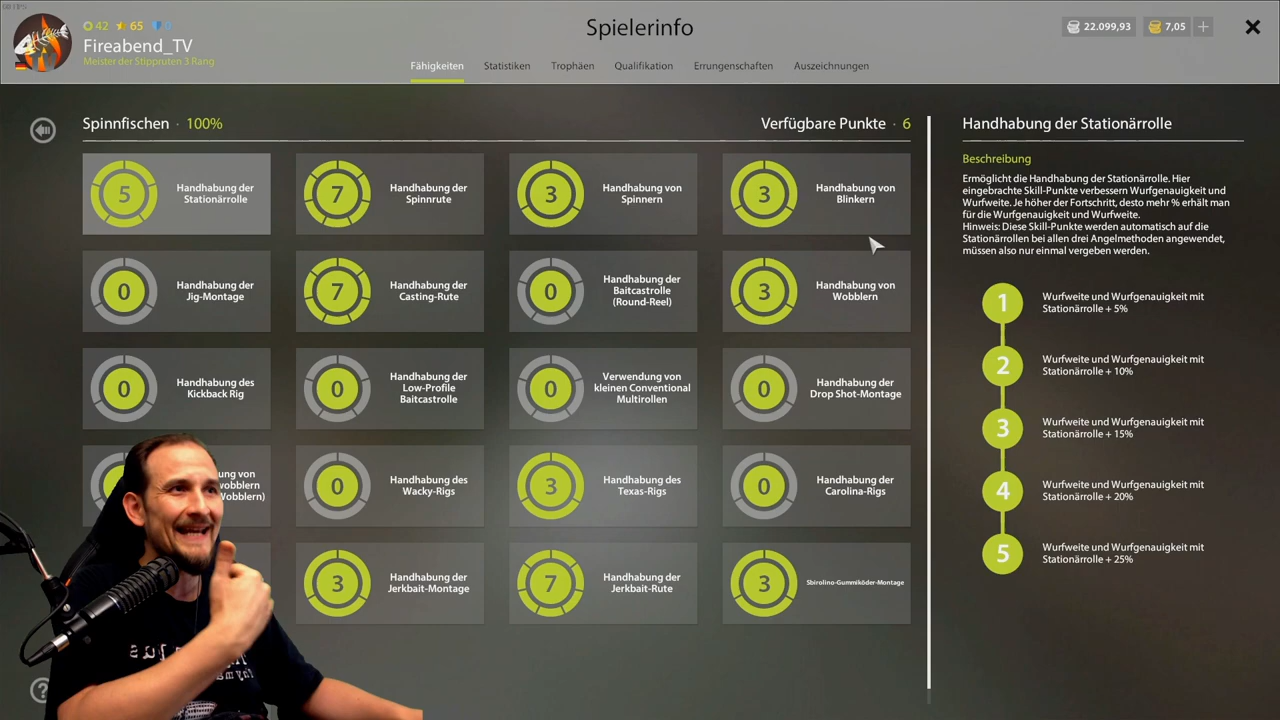 42 65
Spielerinfo
22.099,93
7,05
Fireabend_TV
Meister der Stippruten 3 Rang
Fähigkeiten
Statistiken
Trophäen
Qualifikation
Errungenschaften
Auszeichnungen
Spinnfischen · 100%
Verfügbare Punkte · 6
5
Handhabung der
Stationärrolle
7
Handhabung der
Spinnrute
3
Handhabung von
Spinnern
3
Handhabung von
Blinkern
0
Handhabung der
Jig-Montage
7
Handhabung der
Casting-Rute
0
Handhabung der
Baitcastrolle
(Round-Reel)
3
Handhabung von
Wobblern
0
Handhabung des
Kickback Rig
0
Handhabung der
Low-Profile
Baitcastrolle
0
Verwendung von
kleinen Conventional
Multirollen
0
Handhabung der
Drop Shot-Montage
von
0
Handhabung des
Wacky-Rigs
3
Handhabung des
Texas-Rigs
0
Handhabung der
Carolina-Rigs
3
Handhabung der
Jerkbait-Montage
7
Handhabung der
Jerkbait-Rute
3
Sbirolino-Gummiköder-Montage
Handhabung der Stationärrolle
Beschreibung
Ermöglicht die Handhabung der Stationärrolle. Hier
eingebrachte Skill-Punkte verbessern Wurfgenauigkeit und
Wurfweite. Je höher der Fortschritt, desto mehr % erhält man
für die Wurfgenauigkeit und Wurfweite.
Hinweis: Diese Skill-Punkte werden automatisch auf die
Stationärrollen bei allen drei Angelmethoden angewendet,
müssen also nur einmal vergeben werden.
1
Wurfweite und Wurfgenauigkeit mit
Stationärrolle + 5%
2
Wurfweite und Wurfgenauigkeit mit
Stationärrolle + 10%
3
Wurfweite und Wurfgenauigkeit mit
Stationärrolle + 15%
4
Wurfweite und Wurfgenauigkeit mit
Stationärrolle + 20%
5
Wurfweite und Wurfgenauigkeit mit
Stationärrolle + 25%